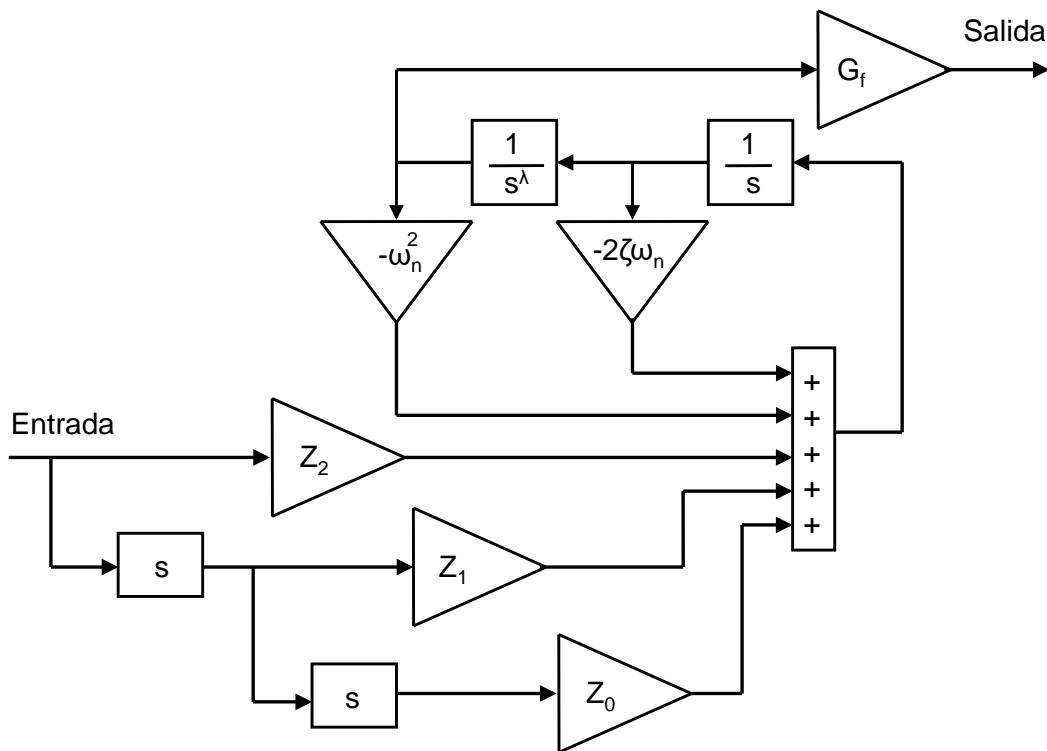 Salida
G_f
1
s^λ
1
s
-ω_n^2
-2ζω_n
+
+
+
+
+
Entrada
Z_2
s
Z_1
s
Z_0